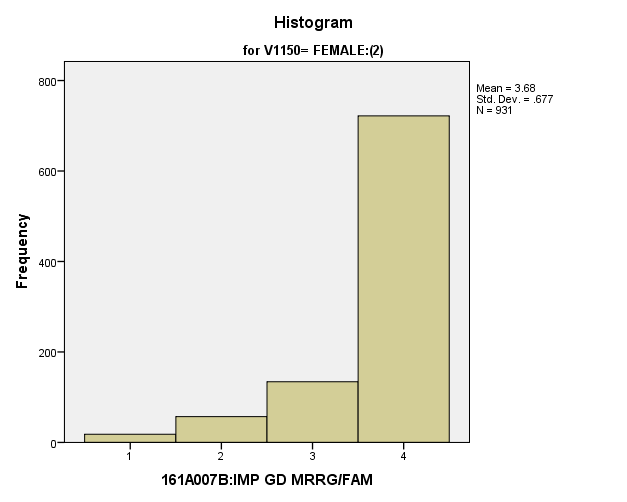 Histogram
for V1150= FEMALE:(2)
Mean = 3.68
Std. Dev. = .677
N = 931
Frequency
800
600
400
200
0
1 2 3 4
161A007B:IMP GD MRRG/FAM